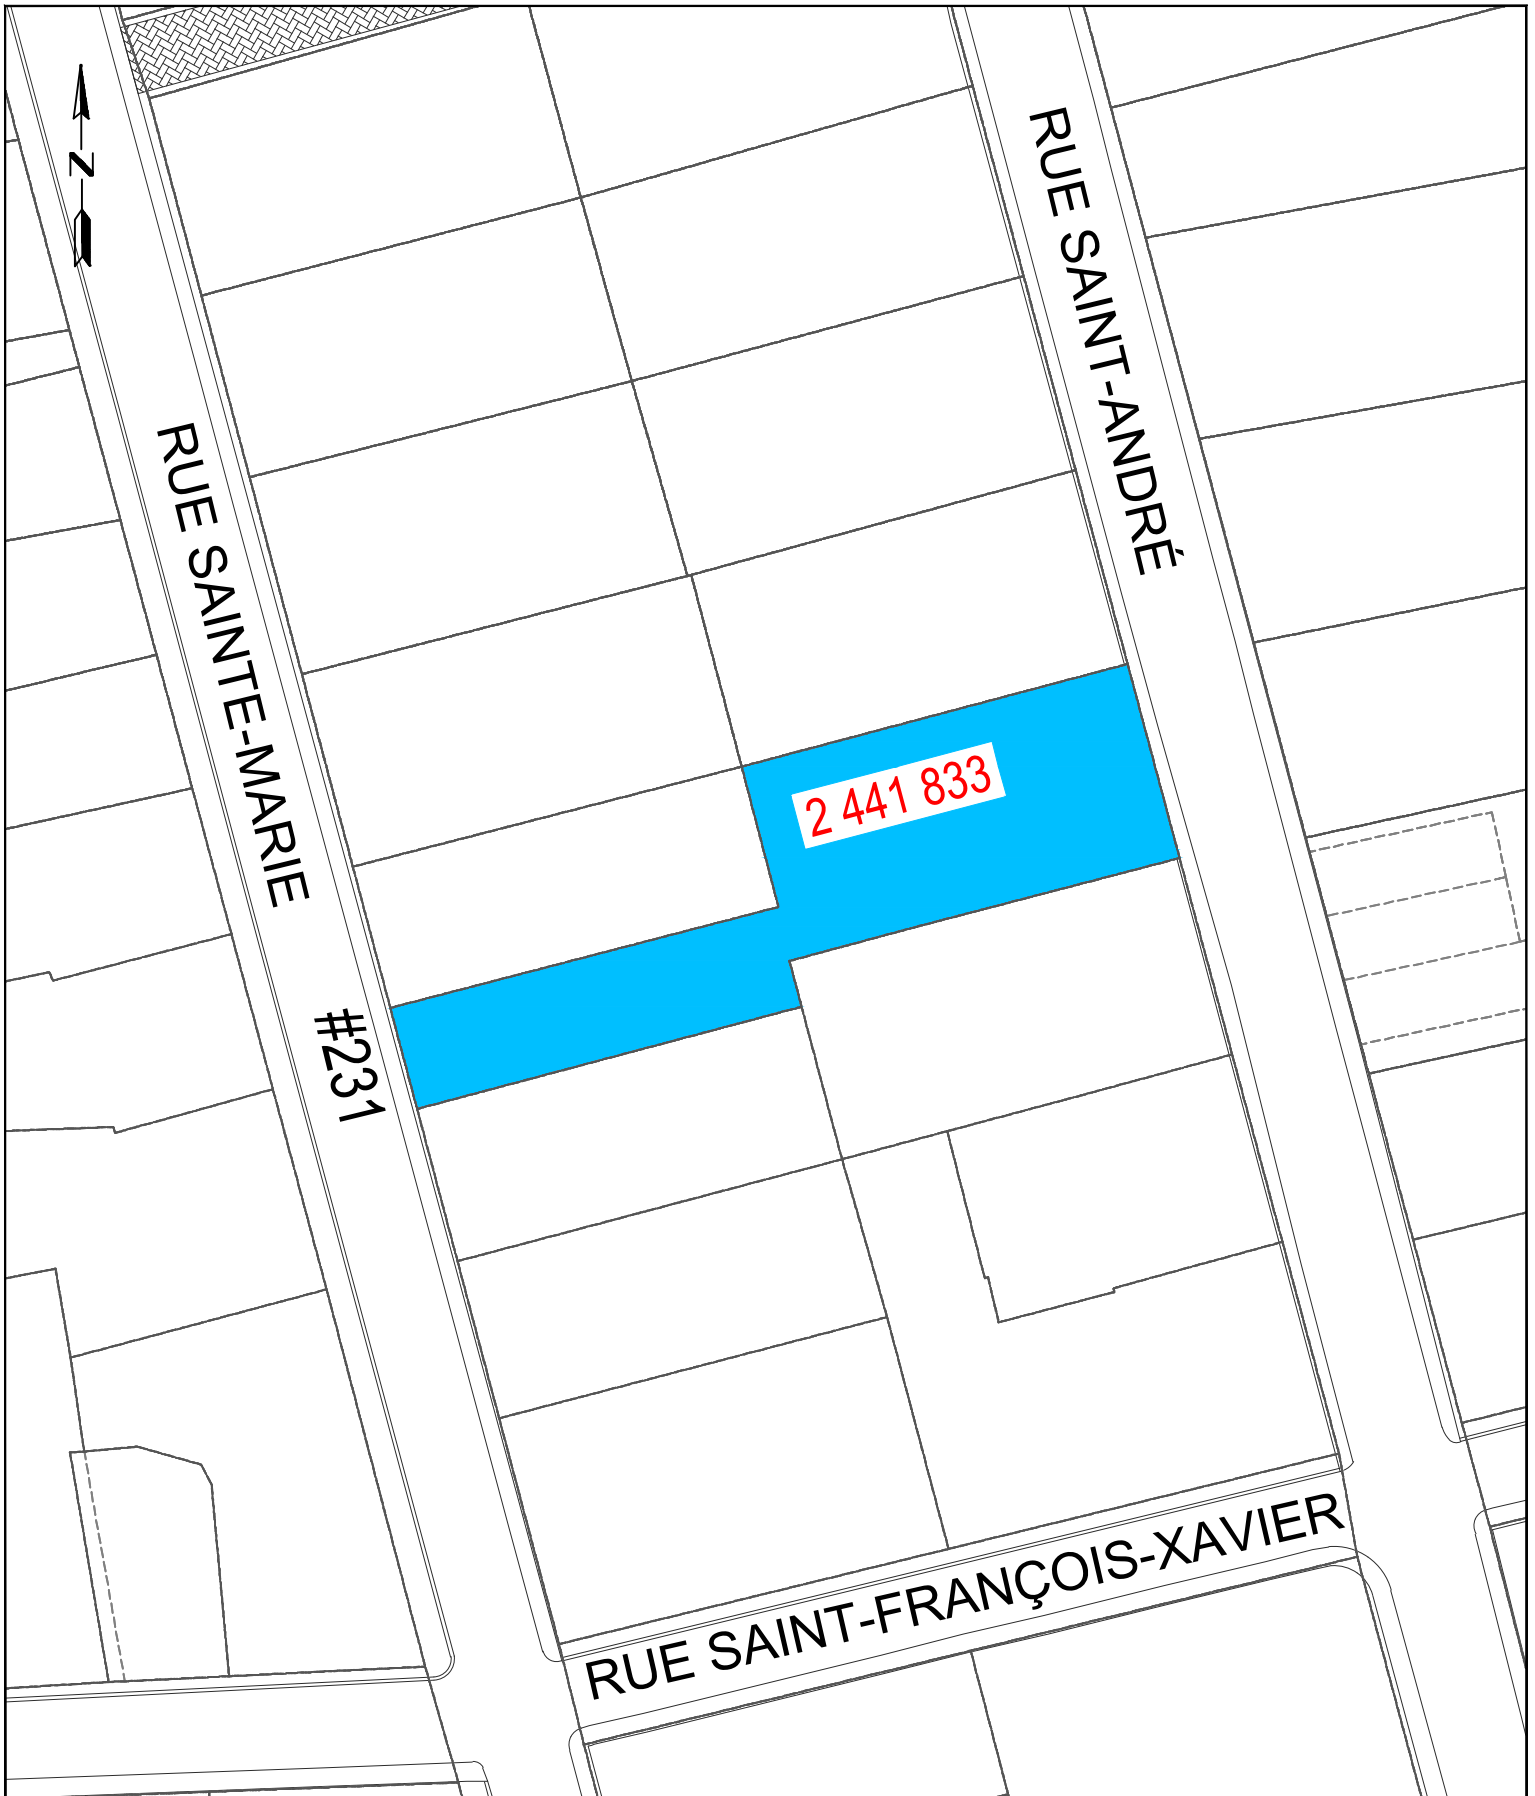 N
RUE SAINT-ANDRÉ
RUE SAINTE-MARIE
2 441 833
#231
RUE SAINT-FRANÇOIS-XAVIER